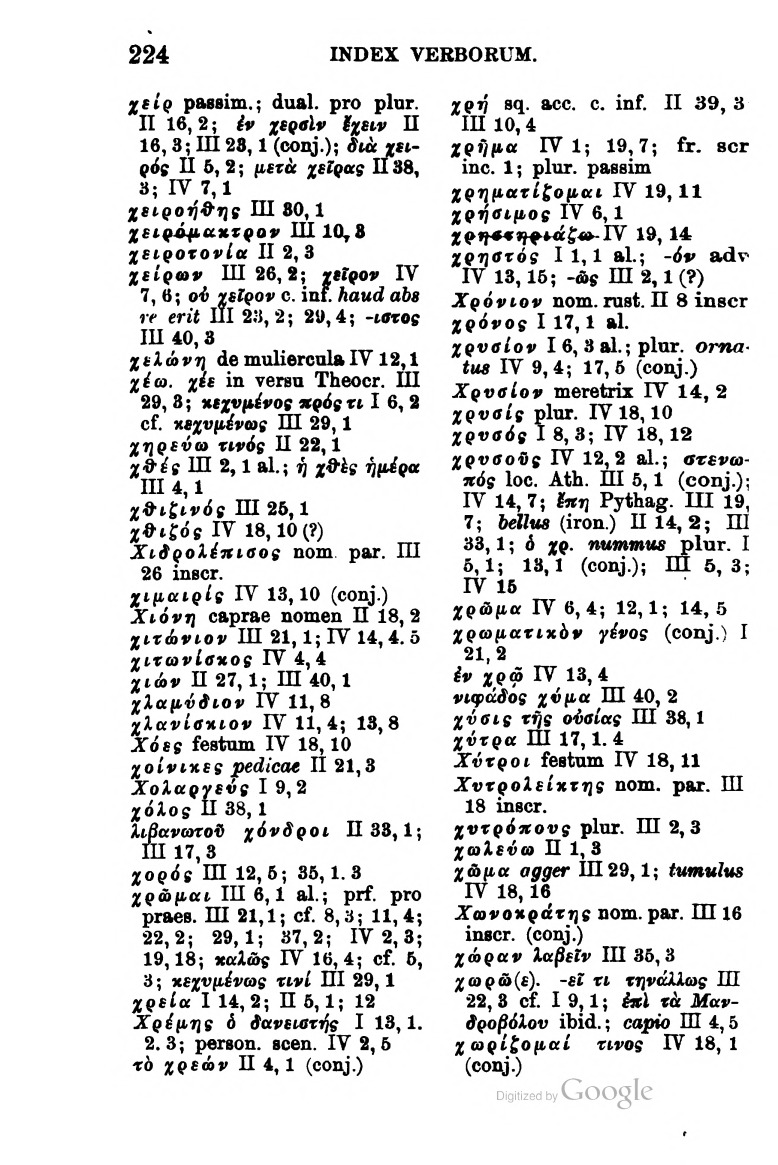 224 INDEX VERBORUM.
χείρ passim.; dual. pro plur.
II 16, 2; ἐν χερσὶν ἔχειν II
16, 3; III 23, 1 (conj.); διὰ χει-
ρός II 5, 2; μετὰ χεῖρας II 38,
3; IV 7, 1
χειροήθης III 30, 1
χειρόμακτρον III 10, 3
χειροτονία II 2, 3
χείρων III 26, 2; χεῖρον IV
7, 6; οὐ χεῖρον c. inf. haud abs
re erit III 23, 2; 29, 4; -ιστος
III 40, 3
χελώνη de muliercula IV 12, 1
χέω. χέε in versu Theocr. III
29, 3; κεχυμένος πρός τι I 6, 2
cf. κεχυμένως III 29, 1
χηρεύω τινός II 22, 1
χθές III 2, 1 al.; ἡ χθὲς ἡμέρα
III 4, 1
χθιζινός III 25, 1
χθιζός IV 18, 10 (?)
Χιδρολέπισος nom. par. III
26 inscr.
χιμαιρίς IV 13, 10 (conj.)
Χιόνη caprae nomen II 18, 2
χιτώνιον III 21, 1; IV 14, 4. 5
χιτωνίσκος IV 4, 4
χιών II 27, 1; III 40, 1
χλαμύδιον IV 11, 8
χλανίσκιον IV 11, 4; 13, 8
Χόες festum IV 18, 10
χοίνικες pedicae II 21, 3
Χολαργεύς I 9, 2
χόλος II 38, 1
λιβανωτοῦ χόνδροι II 33, 1;
III 17, 3
χορός III 12, 5; 35, 1. 3
χρῶμαι III 6, 1 al.; prf. pro
praes. III 21, 1; cf. 8, 3; 11, 4;
22, 2; 29, 1; 37, 2; IV 2, 3;
19, 18; καλῶς IV 16, 4; cf. 5,
3; κεχυμένως τινί III 29, 1
χρεία I 14, 2; II 5, 1; 12
Χρέμης ὁ δανειστής I 13, 1.
2. 3; person. scen. IV 2, 5
τὸ χρεών II 4, 1 (conj.)
χρή sq. acc. c. inf. II 39, 3
III 10, 4
χρῆμα IV 1; 19, 7; fr. scr
inc. 1; plur. passim
χρηματίζομαι IV 19, 11
χρήσιμος IV 6, 1
χρηστηριάζω IV 19, 14
χρηστός I 1, 1 al.; -όν adv
IV 13, 15; -ῶς III 2, 1 (?)
Χρόνιον nom. rust. II 8 inscr
χρόνος I 17, 1 al.
χρυσίον I 6, 3 al.; plur. orna-
tus IV 9, 4; 17, 5 (conj.)
Χρυσίον meretrix IV 14, 2
χρυσίς plur. IV 18, 10
χρυσός I 8, 3; IV 18, 12
χρυσοῦς IV 12, 2 al.; στενω-
πός loc. Ath. III 5, 1 (conj.);
IV 14, 7; ἔπη Pythag. III 19,
7; bellus (iron.) II 14, 2; III
33, 1; ὁ χρ. nummus plur. I
5, 1; 13, 1 (conj.); III 5, 3;
IV 15
χρῶμα IV 6, 4; 12, 1; 14, 5
χρωματικὸν γένος (conj.) I
21, 2
ἐν χρῷ IV 13, 4
νιφάδος χύμα III 40, 2
χύσις τῆς οὐσίας III 38, 1
χύτρα III 17, 1. 4
Χύτροι festum IV 18, 11
Χυτρολείκτης nom. par. III
18 inscr.
χυτρόπους plur. III 2, 3
χωλεύω II 1, 3
χῶμα agger III 29, 1; tumulus
IV 18, 16
Χωνοκράτης nom. par. III 16
inscr. (conj.)
χώραν λαβεῖν III 35, 3
χωρῶ(ε). -εῖ τι τηνάλλως III
22, 3 cf. I 9, 1; ἐπὶ τὰ Μαν-
δροβόλου ibid.; capio III 4, 5
χωρίζομαί τινος IV 18, 1
(conj.)
Digitized by Google